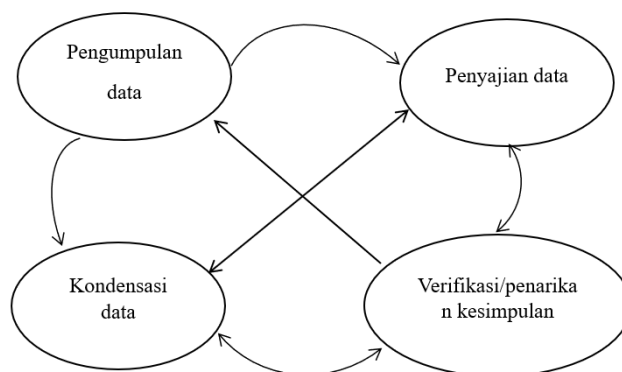 Pengumpulan
data
Penyajian data
Kondensasi
data
Verifikasi/penarika
n kesimpulan